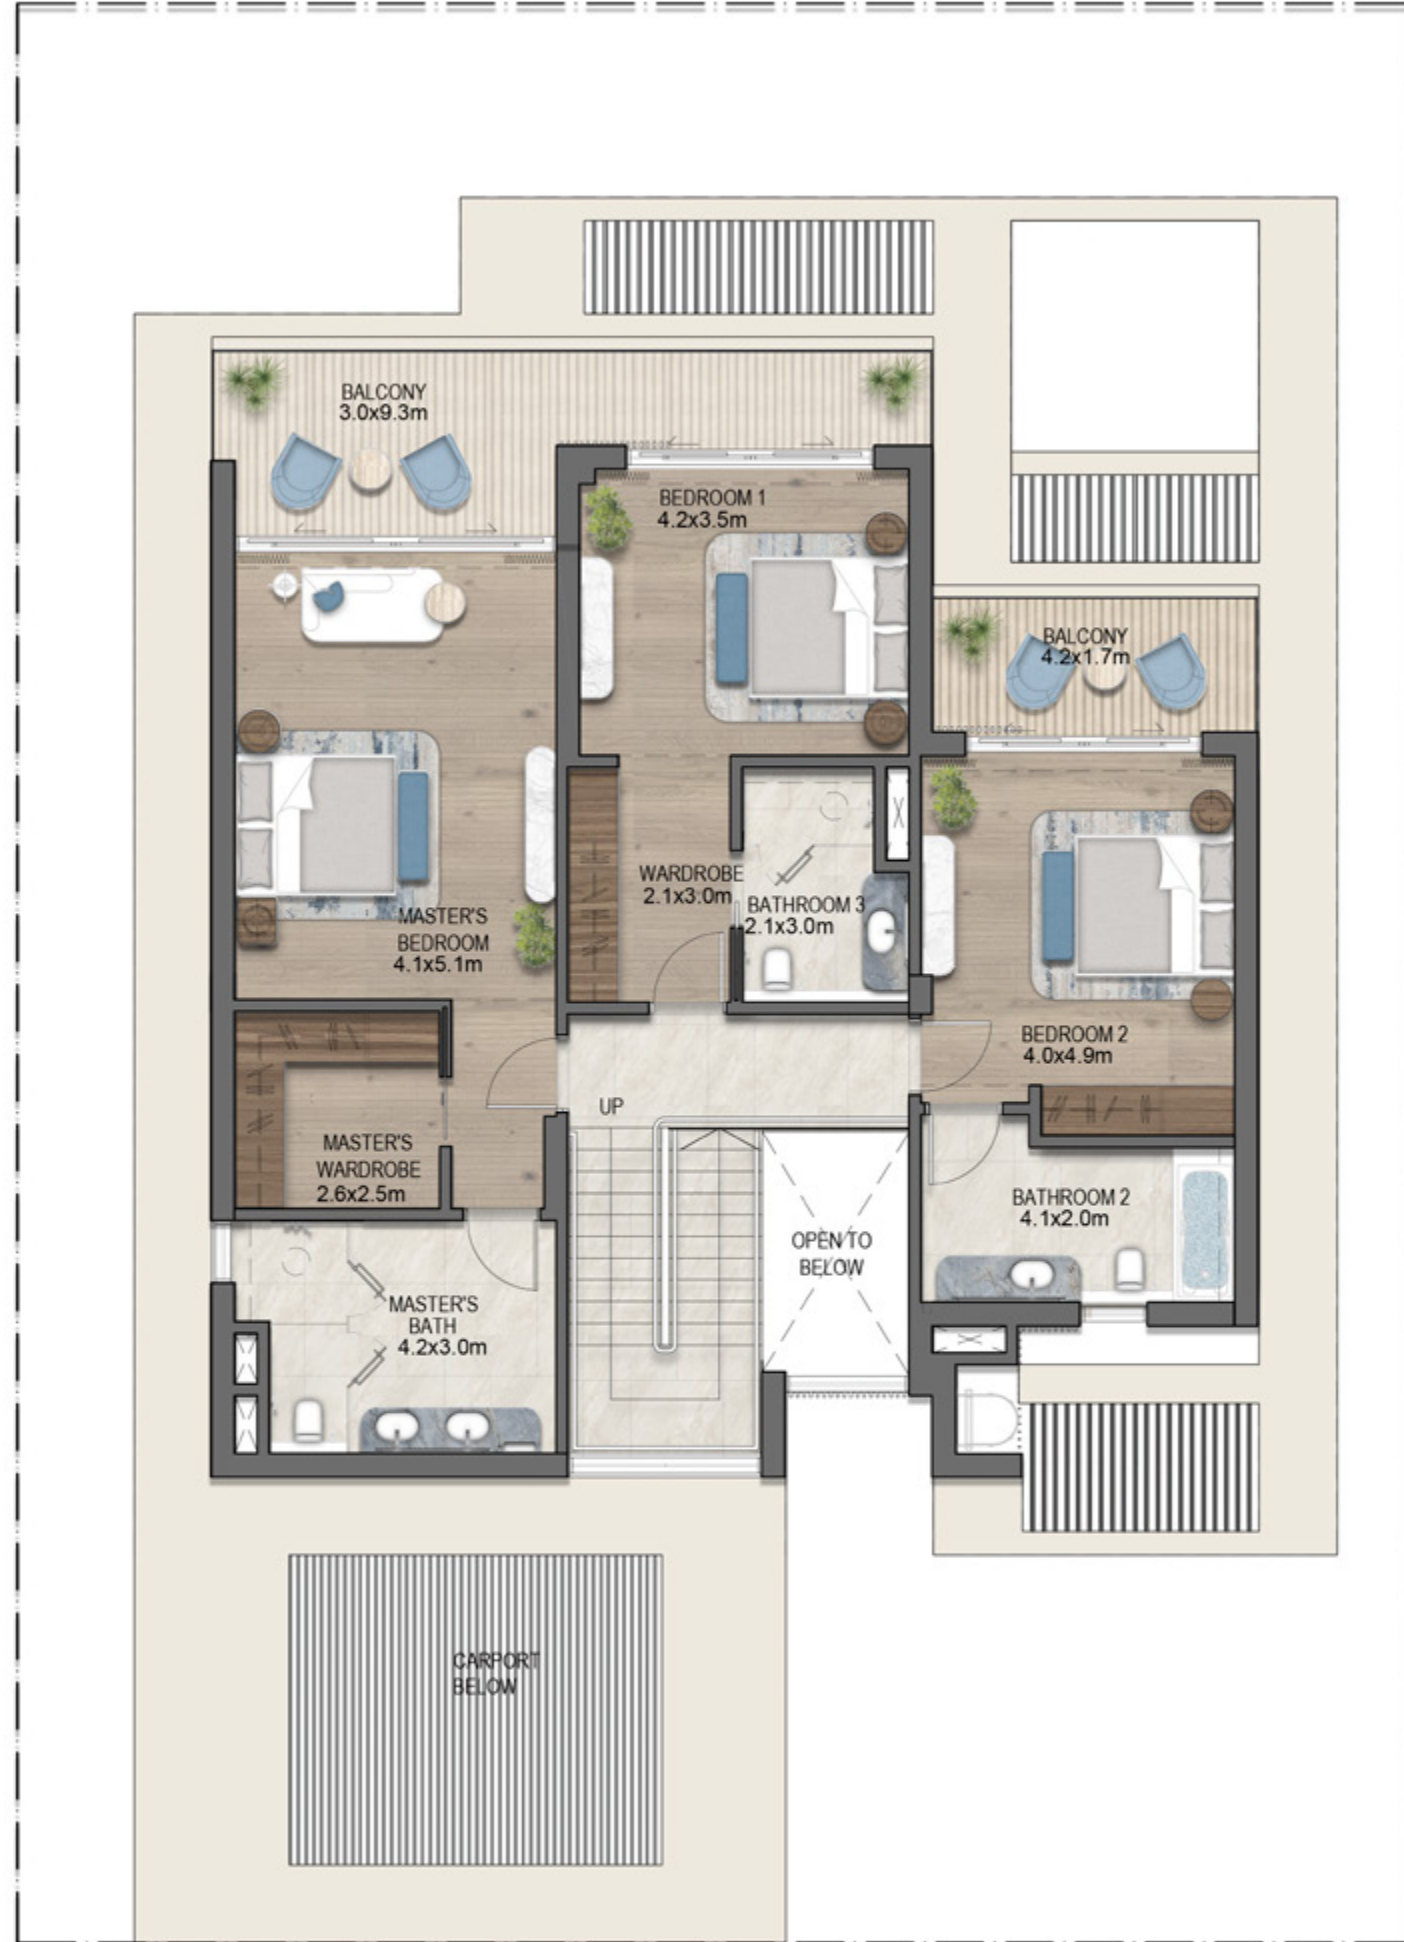 BALCONY
3.0x9.3m
BEDROOM 1
4.2x3.5m
BALCONY
4.2x1.7m
WARDROBE
2.1x3.0m
BATHROOM 3
2.1x3.0m
MASTER'S
BEDROOM
4.1x5.1m
BEDROOM 2
4.0x4.9m
UP
MASTER'S
WARDROBE
2.6x2.5m
BATHROOM 2
4.1x2.0m
OPEN TO
BELOW
MASTER'S
BATH
4.2x3.0m
CARPORT
BELOW